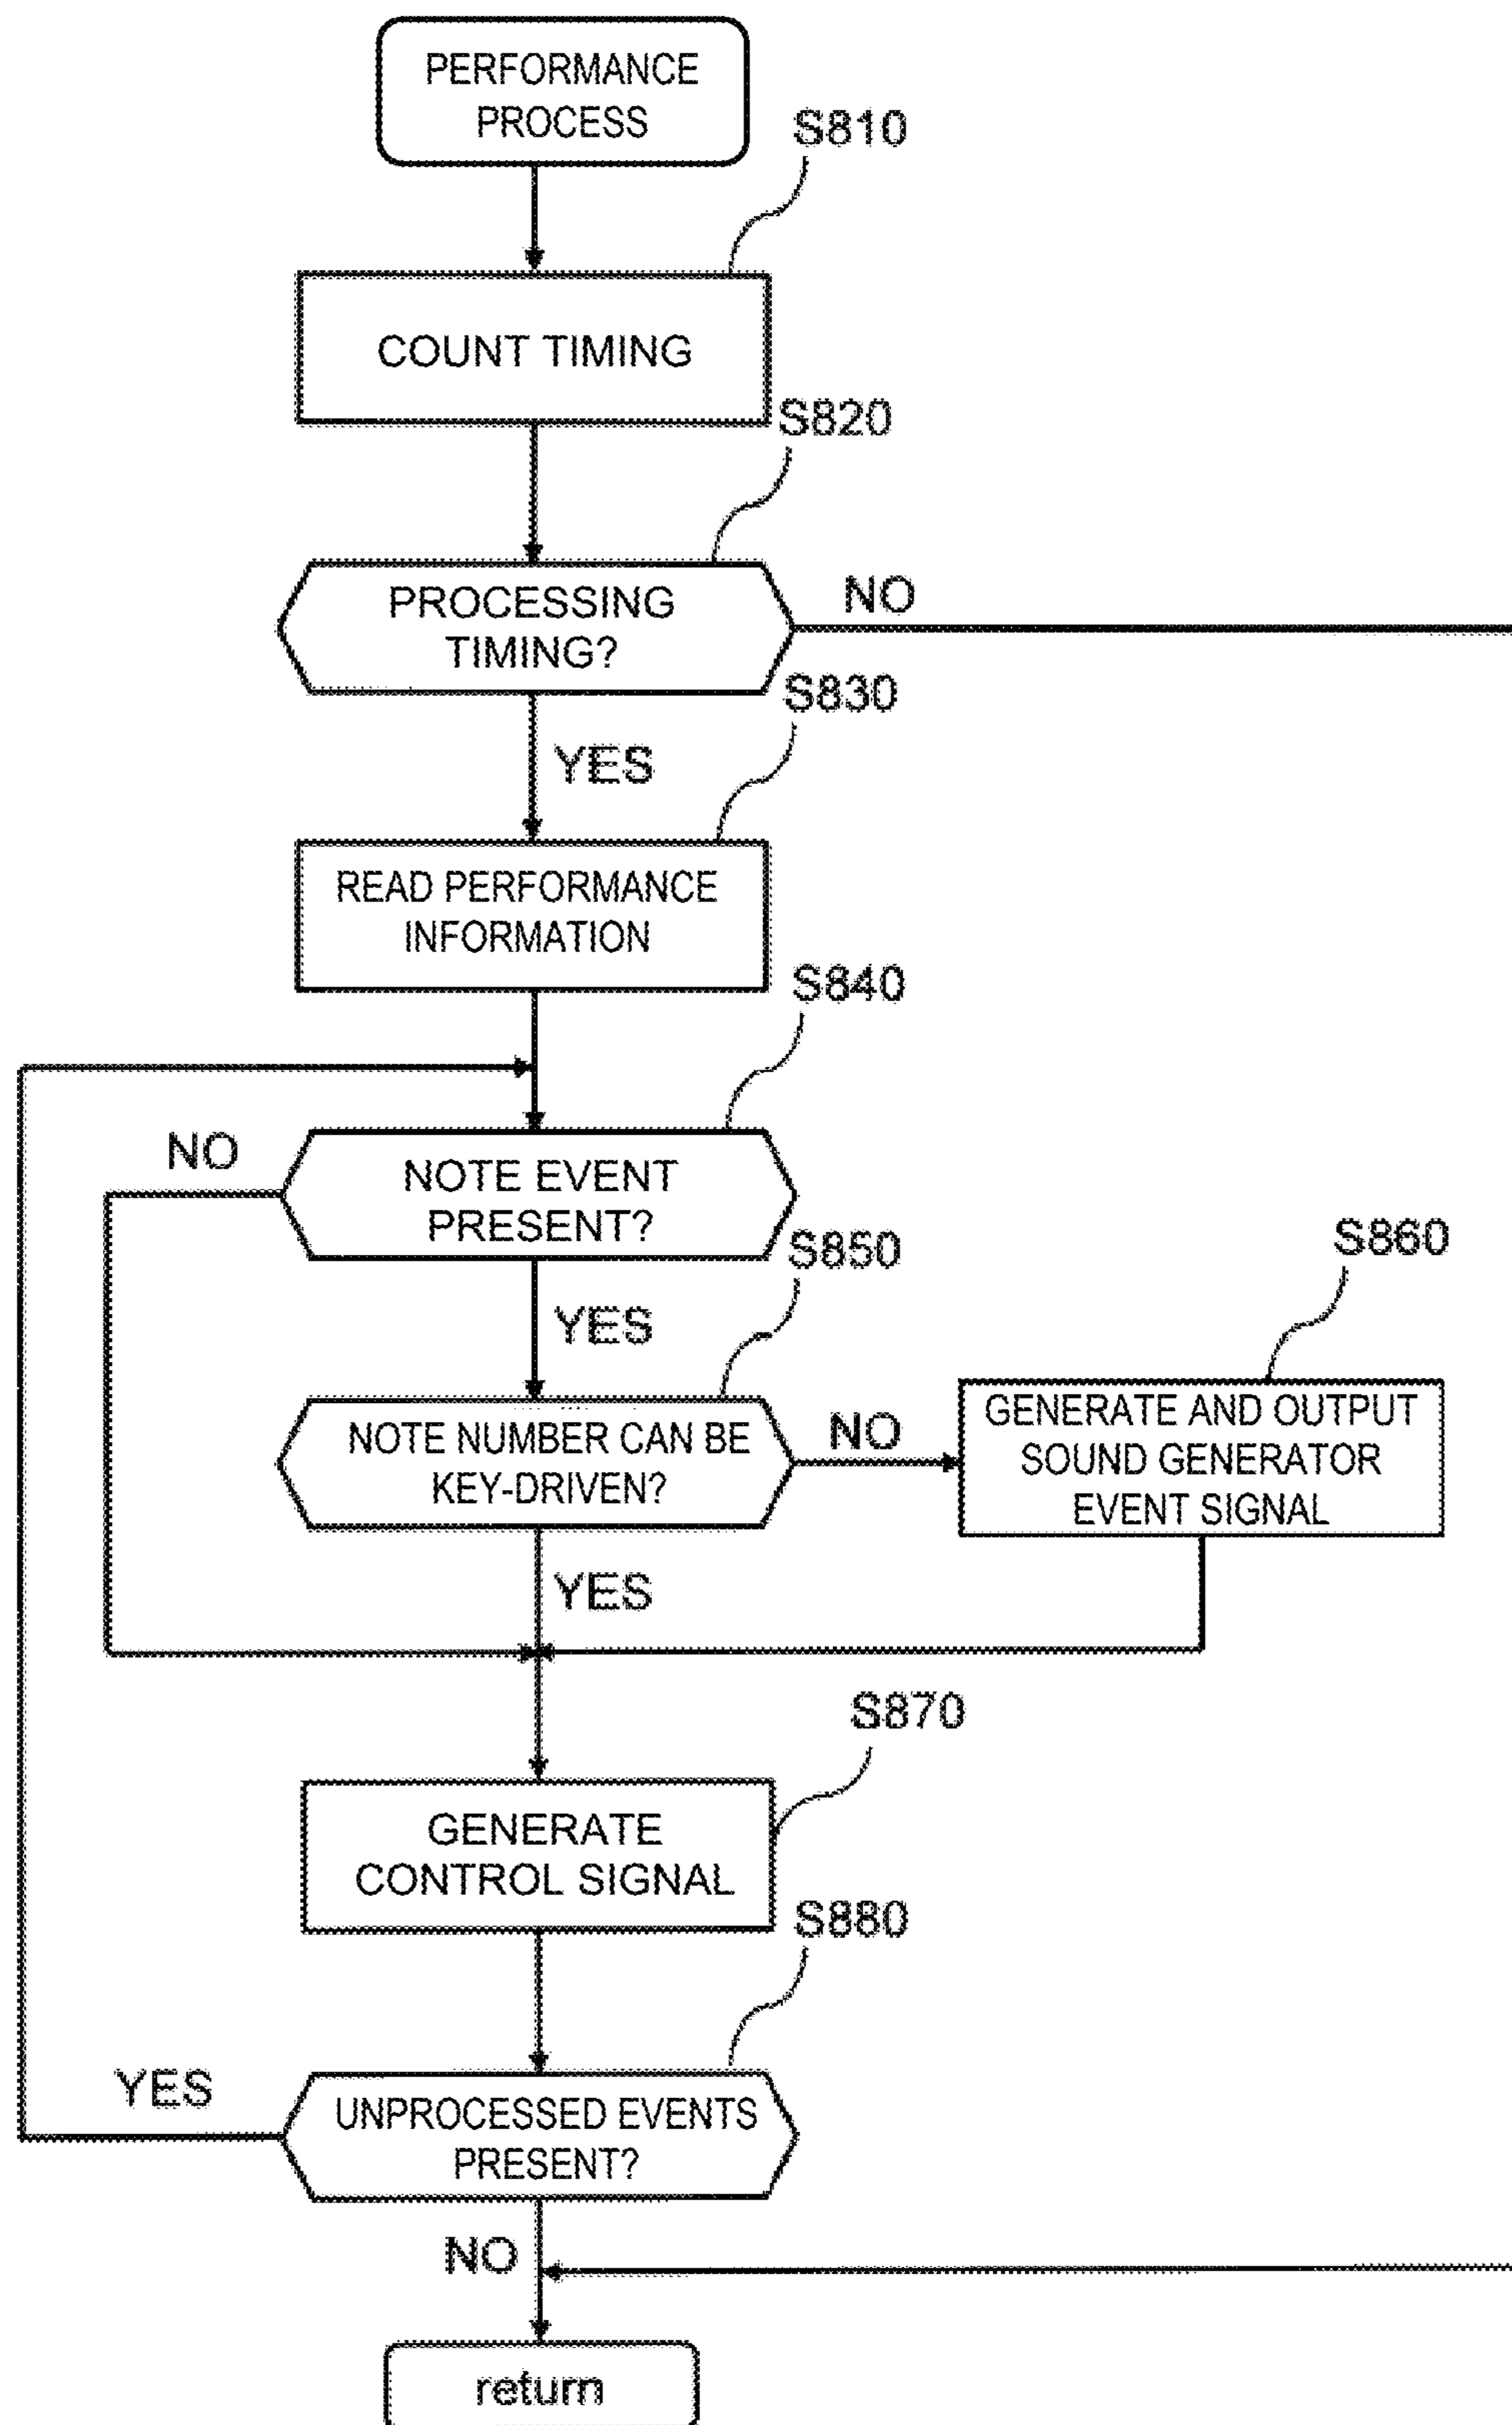 PERFORMANCE
PROCESS
S810
COUNT TIMING
S820
PROCESSING
TIMING?
NO
S830
YES
READ PERFORMANCE
INFORMATION
S840
NO
NOTE EVENT
PRESENT?
S850
S860
YES
NOTE NUMBER CAN BE
KEY-DRIVEN?
NO
GENERATE AND OUTPUT
SOUND GENERATOR
EVENT SIGNAL
YES
S870
GENERATE
CONTROL SIGNAL
S880
YES
UNPROCESSED EVENTS
PRESENT?
NO
return